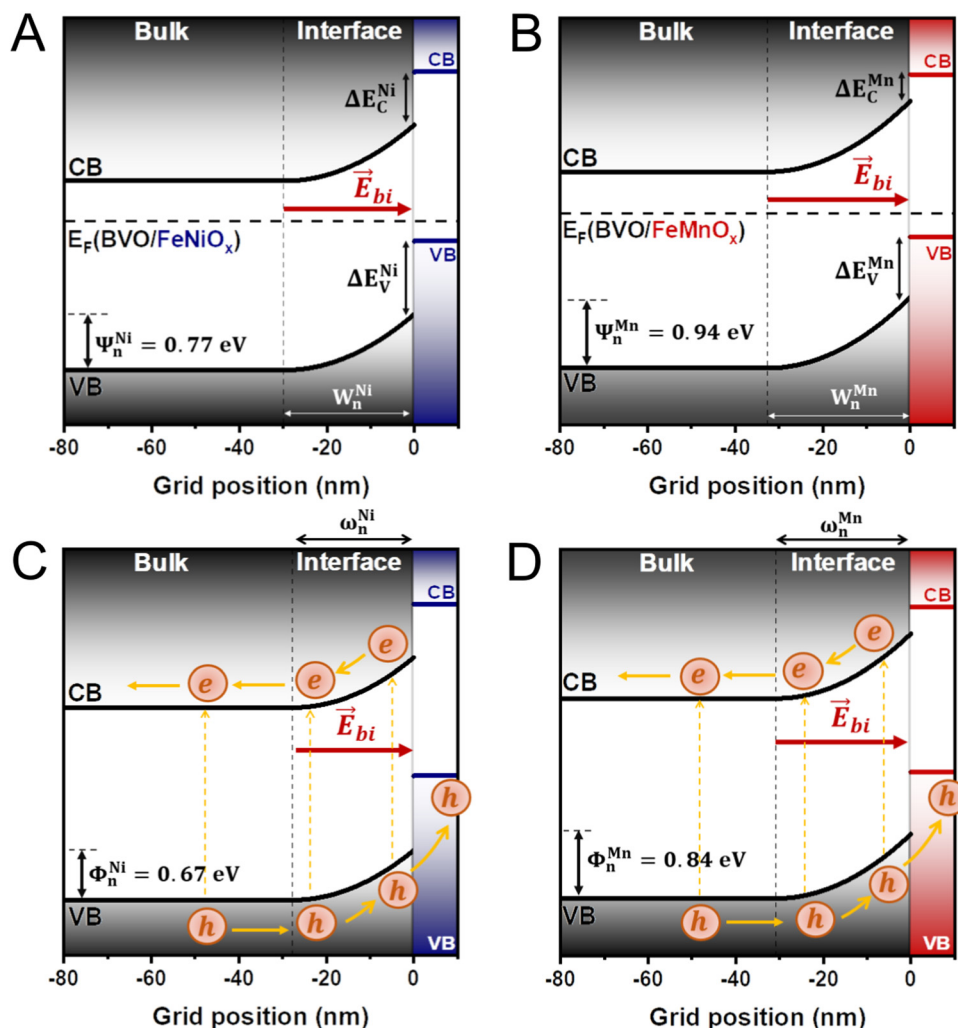 A
Bulk
Interface
CB
ΔE_C^Ni
CB
E⃗_bi
E_F(BVO/FeNiO_x)
VB
ΔE_V^Ni
Ψ_n^Ni = 0.77 eV
VB
W_n^Ni
-80 -60 -40 -20 0
Grid position (nm)
B
Bulk
Interface
CB
ΔE_C^Mn
CB
E⃗_bi
E_F(BVO/FeMnO_x)
VB
ΔE_V^Mn
Ψ_n^Mn = 0.94 eV
VB
W_n^Mn
-80 -60 -40 -20 0
Grid position (nm)
C
ω_n^Ni
Bulk
Interface
CB
e
e
e
CB
E⃗_bi
h
Φ_n^Ni = 0.67 eV
h
VB
h
h
VB
-80 -60 -40 -20 0
Grid position (nm)
D
ω_n^Mn
Bulk
Interface
CB
e
e
e
CB
E⃗_bi
h
Φ_n^Mn = 0.84 eV
h
VB
h
h
VB
-80 -60 -40 -20 0
Grid position (nm)